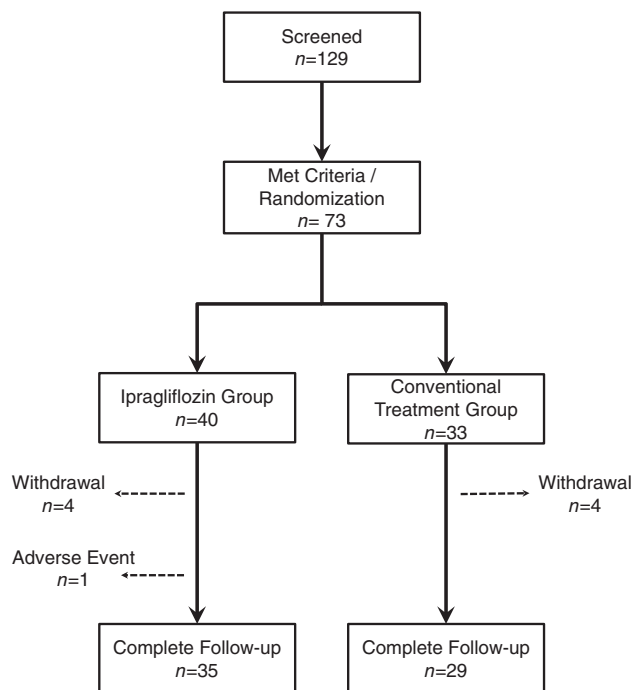 Screened
n=129
Met Criteria /
Randomization
n= 73
Ipragliflozin Group
n=40
Conventional
Treatment Group
n=33
Withdrawal
n=4
Withdrawal
n=4
Adverse Event
n=1
Complete Follow-up
n=35
Complete Follow-up
n=29